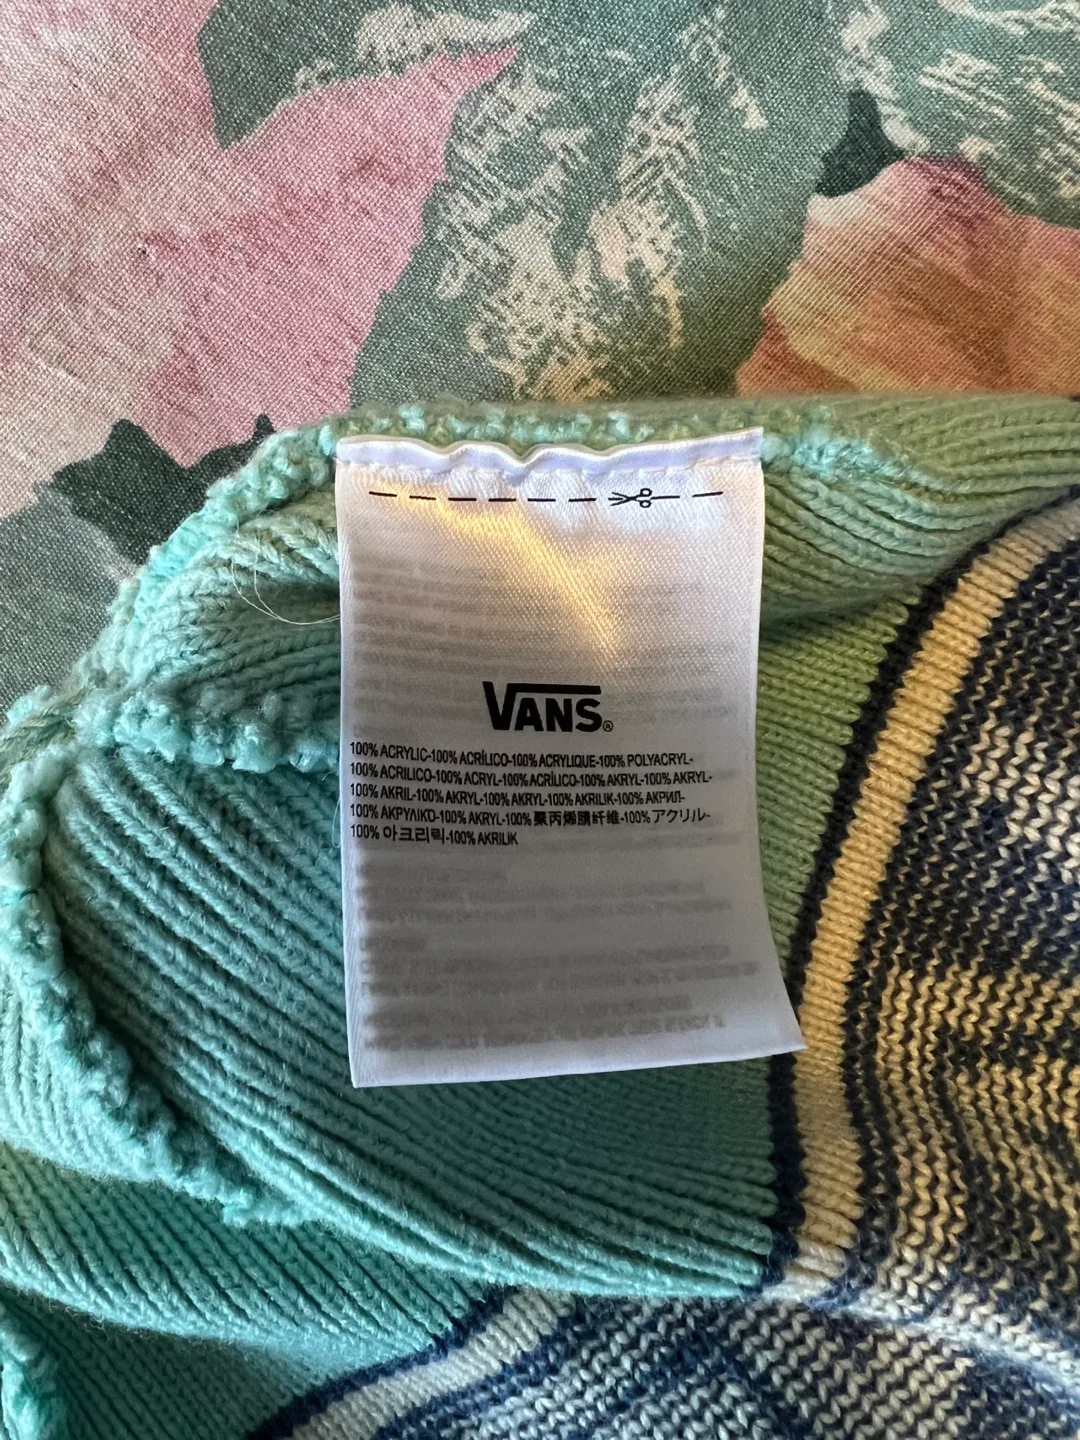 VANS®
100% ACRYLIC-100% ACRÍLICO-100% ACRYLIQUE-100% POLYACRYL-
100% ACRILICO-100% ACRYL-100% ACRÍLICO-100% AKRYL-100% AKRYL-
100% AKRIL-100% AKRYL-100% AKRYL-100% AKRILIK-100% АКРИЛ-
100% ΑΚΡΥΛΙΚΟ-100% AKRYL-100% 聚丙烯腈纤维-100% アクリル-
100% 아크리릭-100% AKRILIK